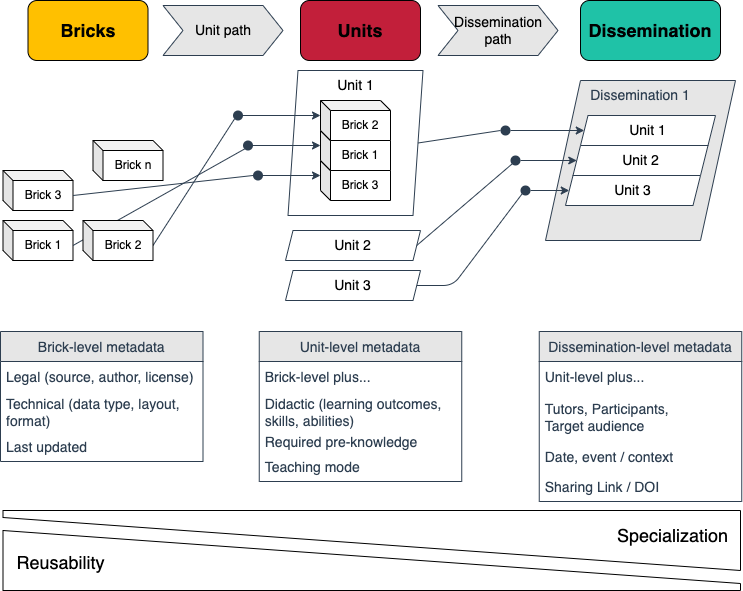 Bricks
Unit path
Units
Dissemination
path
Dissemination
Unit 1
Brick 2
Brick 1
Brick 3
Brick n
Brick 3
Brick 1
Brick 2
Unit 2
Unit 3
Dissemination 1
Unit 1
Unit 2
Unit 3
Brick-level metadata
Legal (source, author, license)
Technical (data type, layout,
format)
Last updated
Unit-level metadata
Brick-level plus...
Didactic (learning outcomes,
skills, abilities)
Required pre-knowledge
Teaching mode
Dissemination-level metadata
Unit-level plus...
Tutors, Participants,
Target audience
Date, event / context
Sharing Link / DOI
Specialization
Reusability